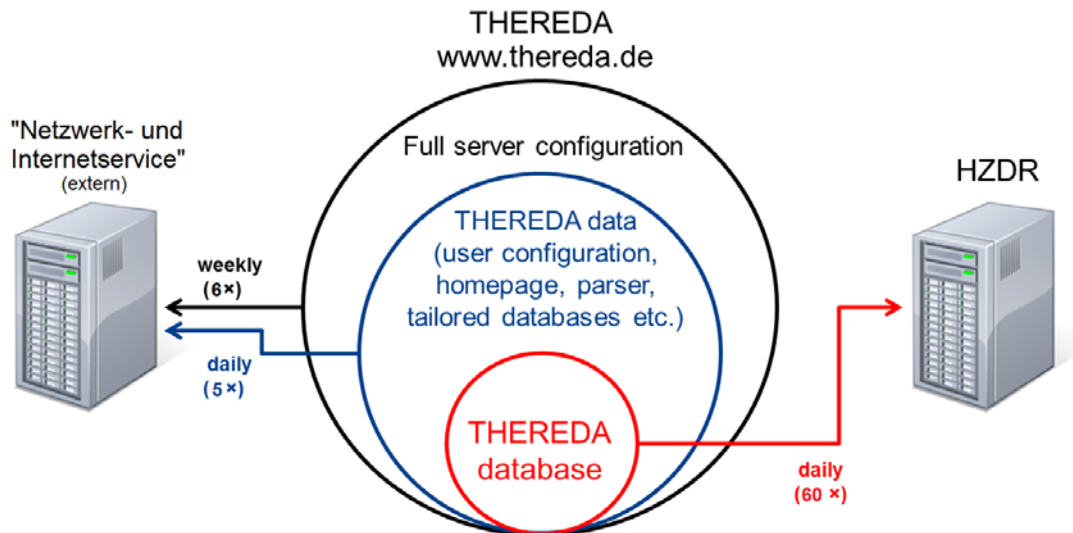 THEREDA
www.thereda.de
"Netzwerk- und
Internetservice"
(extern)
Full server configuration
HZDR
THEREDA data
(user configuration,
homepage, parser,
tailored databases etc.)
weekly
(6×)
daily
(5×)
THEREDA
database
daily
(60 ×)